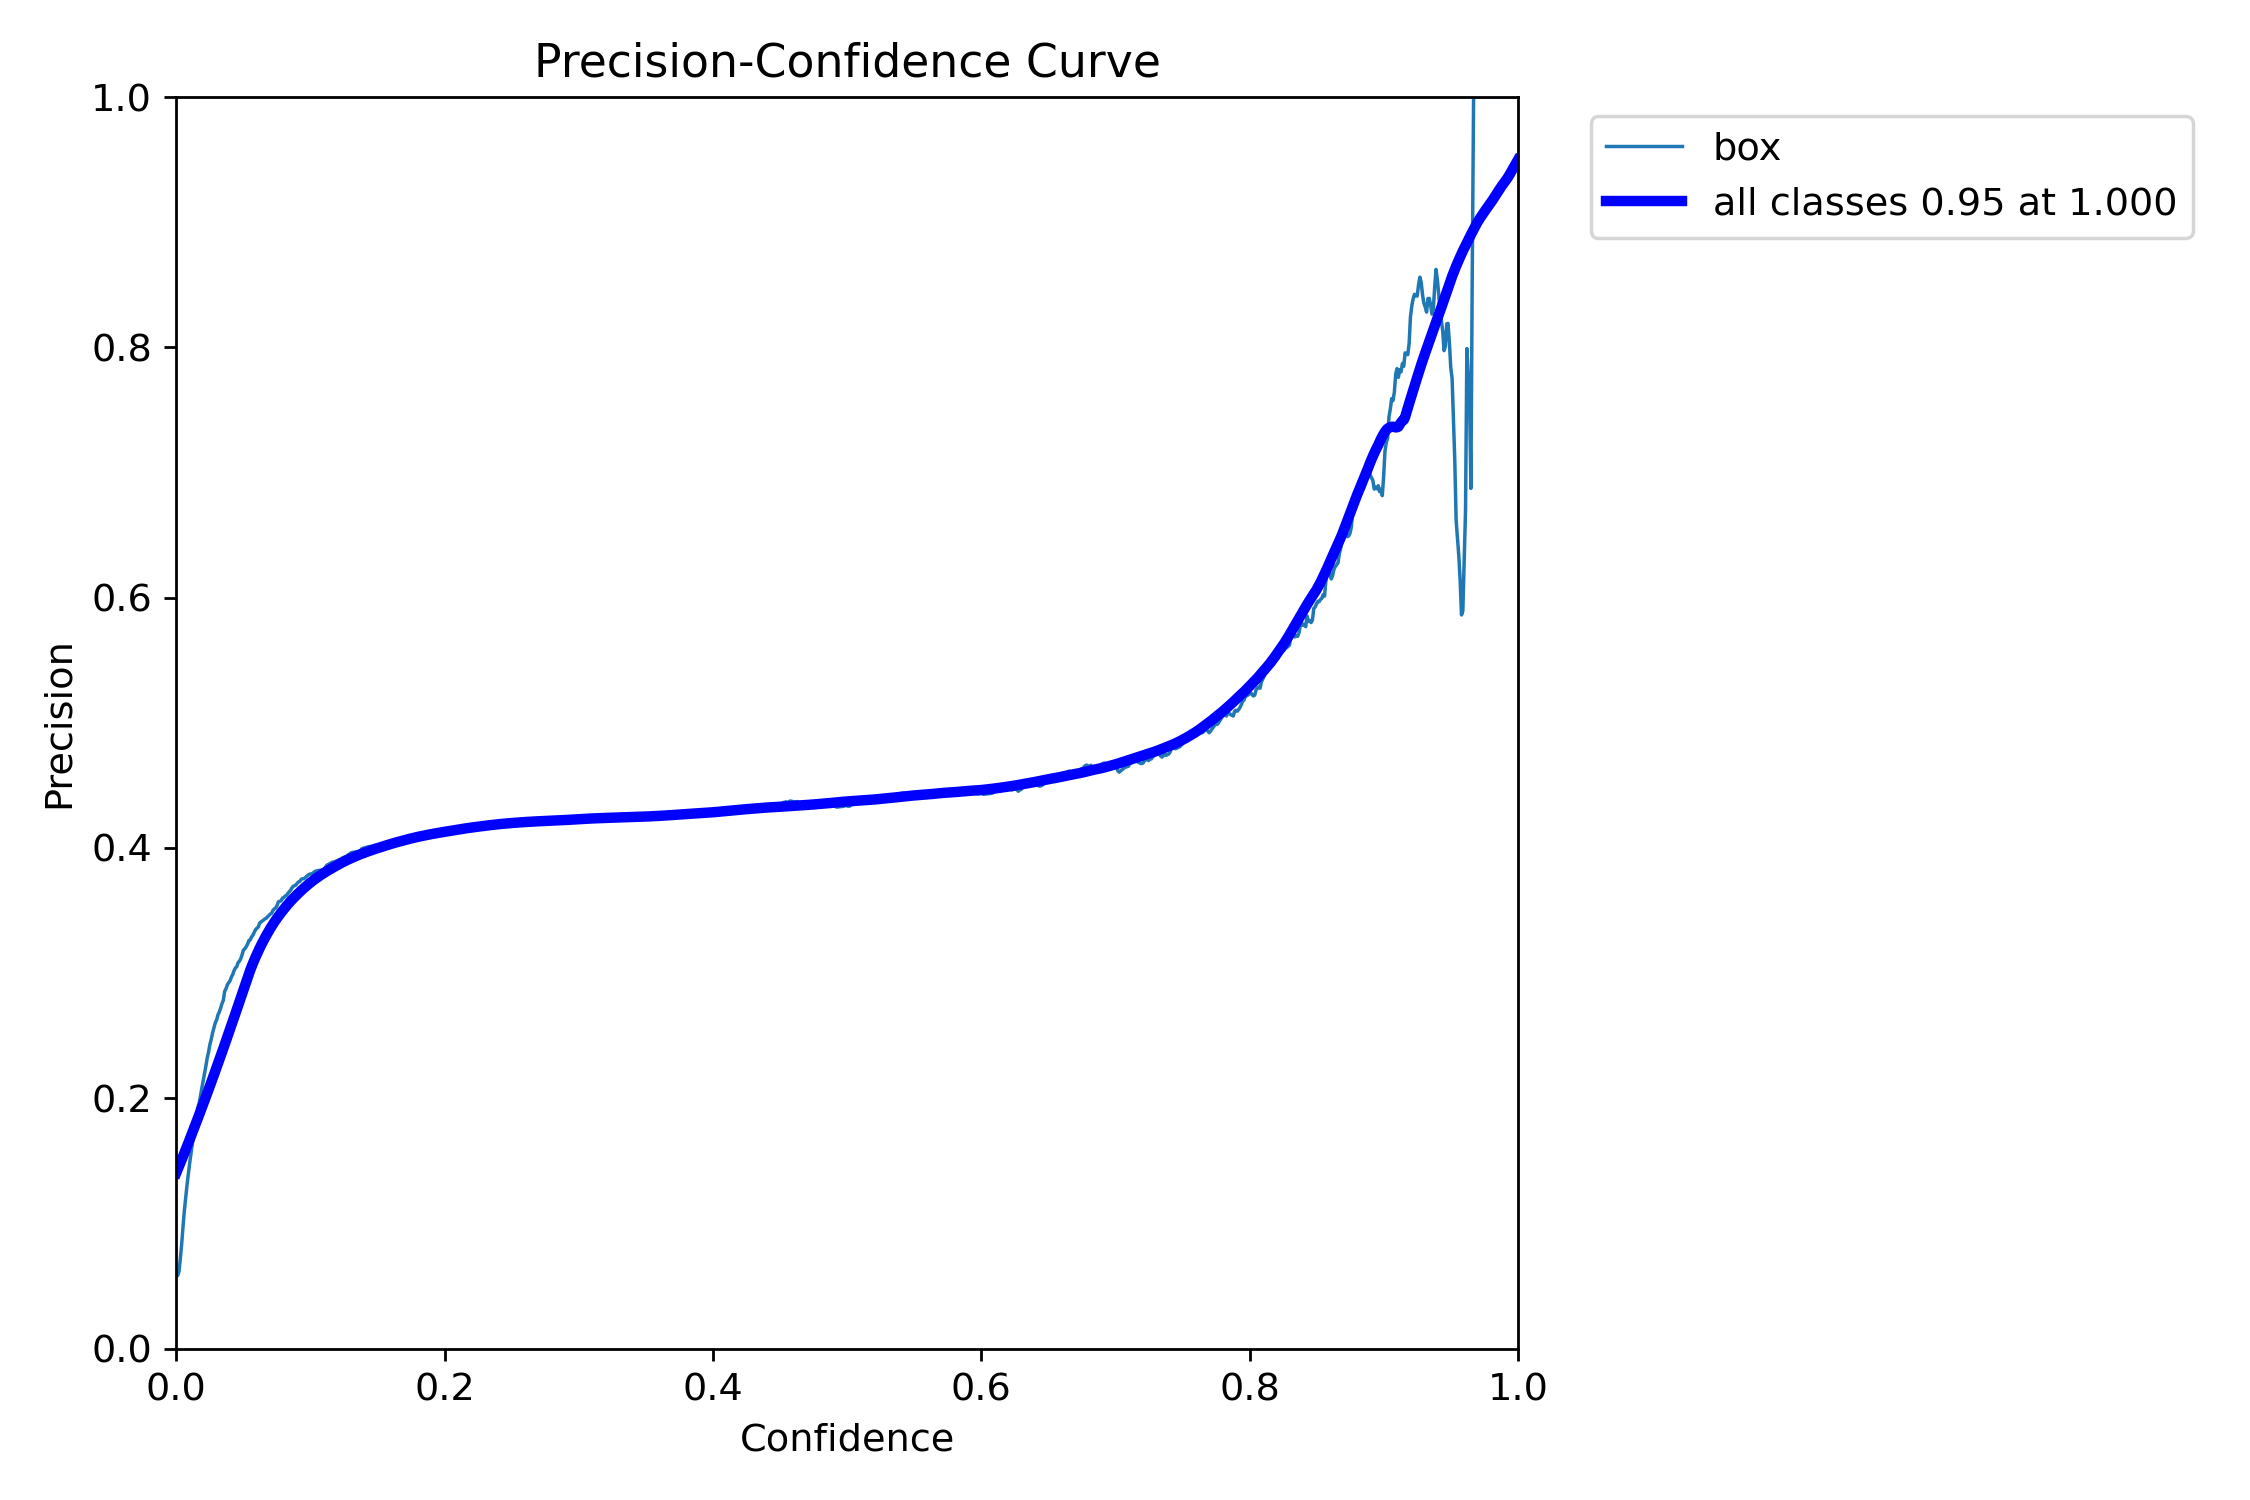 Precision-Confidence Curve
box
all classes 0.95 at 1.000
Precision
1.0
0.8
0.6
0.4
0.2
0.0
0.0 0.2 0.4 0.6 0.8 1.0
Confidence